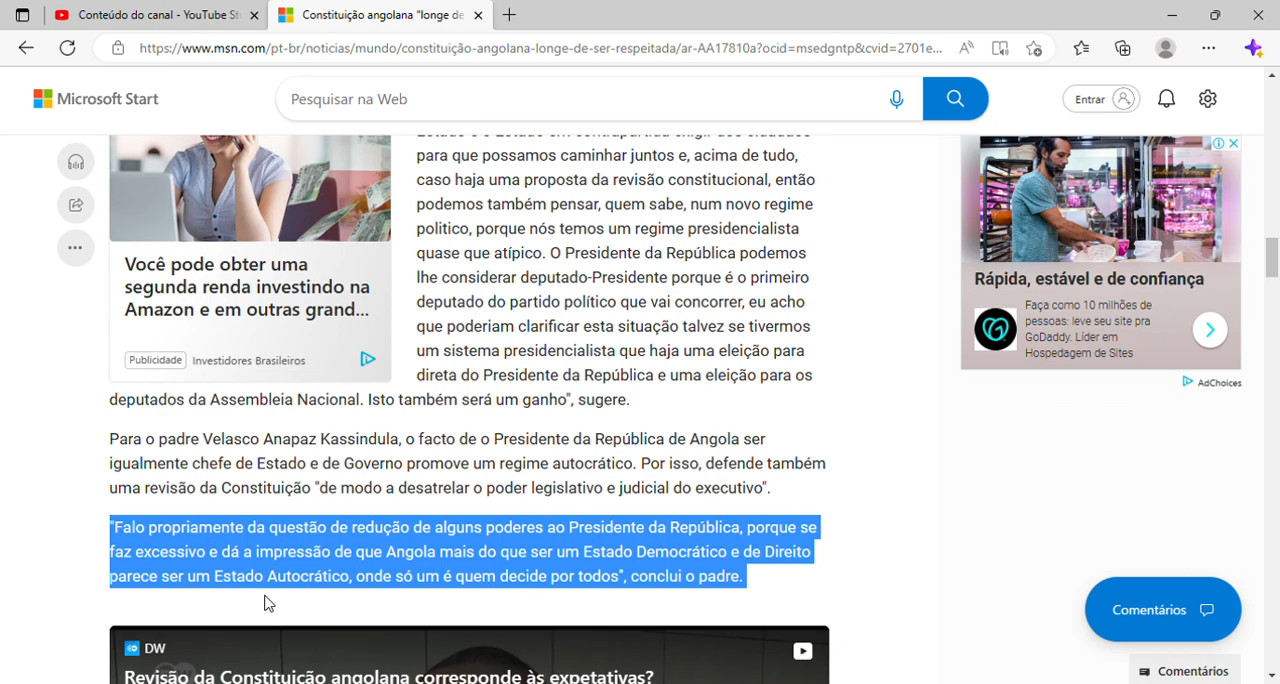 Conteúdo do canal - YouTube St
Constituição angolana "longe de
https://www.msn.com/pt-br/noticias/mundo/constituição-angolana-longe-de-ser-respeitada/ar-AA17810a?ocid=msedgntp&cvid=2701e...
Microsoft Start
Pesquisar na Web
Entrar
para que possamos caminhar juntos e, acima de tudo,
caso haja uma proposta da revisão constitucional, então
podemos também pensar, quem sabe, num novo regime
politico, porque nós temos um regime presidencialista
quase que atípico. O Presidente da República podemos
lhe considerar deputado-Presidente porque é o primeiro
deputado do partido político que vai concorrer, eu acho
que poderiam clarificar esta situação talvez se tivermos
um sistema presidencialista que haja uma eleição para
direta do Presidente da República e uma eleição para os
deputados da Assembleia Nacional. Isto também será um ganho", sugere.
Você pode obter uma
segunda renda investindo na
Amazon e em outras grand...
Publicidade Investidores Brasileiros
Para o padre Velasco Anapaz Kassindula, o facto de o Presidente da República de Angola ser
igualmente chefe de Estado e de Governo promove um regime autocrático. Por isso, defende também
uma revisão da Constituição "de modo a desatrelar o poder legislativo e judicial do executivo".
"Falo propriamente da questão de redução de alguns poderes ao Presidente da República, porque se
faz excessivo e dá a impressão de que Angola mais do que ser um Estado Democrático e de Direito
parece ser um Estado Autocrático, onde só um é quem decide por todos", conclui o padre.
DW
Revisão da Constituição angolana corresponde às expetativas?
Rápida, estável e de confiança
Faça como 10 milhões de
pessoas: leve seu site pra
GoDaddy. Líder em
Hospedagem de Sites
AdChoices
Comentários
Comentários